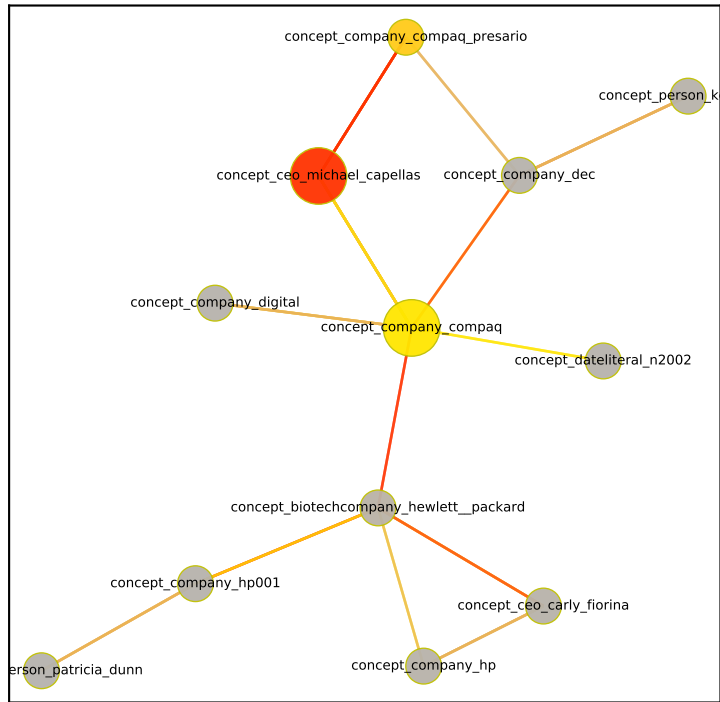 concept_company_compaq_presario
concept_person_k
concept_ceo_michael_capellas
concept_company_dec
concept_company_digital
concept_company_compaq
concept_dateliteral_n2002
concept_biotechcompany_hewlett__packard
concept_company_hp001
concept_ceo_carly_fiorina
concept_company_hp
erson_patricia_dunn